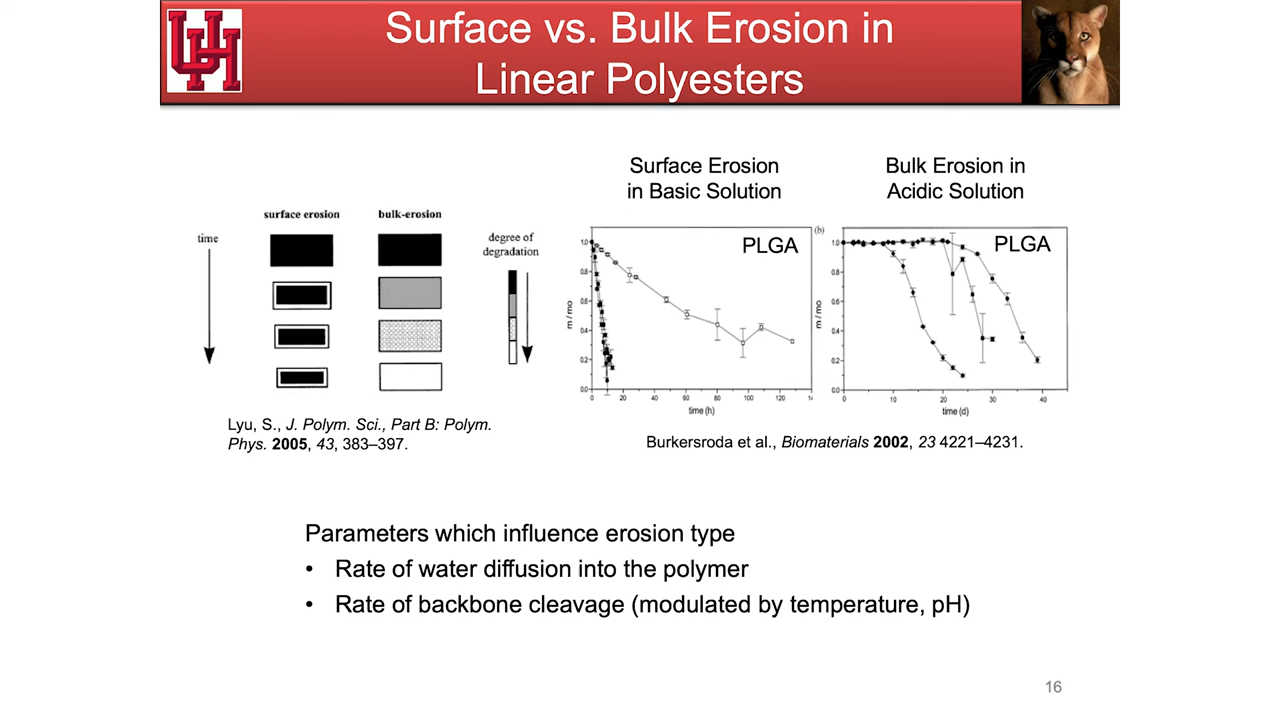 UH
Surface vs. Bulk Erosion in
Linear Polyesters
surface erosion
bulk-erosion
time
degree of
degradation
Surface Erosion
in Basic Solution
PLGA
m / mo
1.0
0.8
0.6
0.4
0.2
0.0
0 20 40 60 80 100 120 14
time (h)
Bulk Erosion in
Acidic Solution
(b)
PLGA
m / mo
1.0
0.8
0.6
0.4
0.2
0.0
0 10 20 30 40
time (d)
Lyu, S., J. Polym. Sci., Part B: Polym.
Phys. 2005, 43, 383–397.
Burkersroda et al., Biomaterials 2002, 23 4221–4231.
Parameters which influence erosion type
• Rate of water diffusion into the polymer
• Rate of backbone cleavage (modulated by temperature, pH)
16